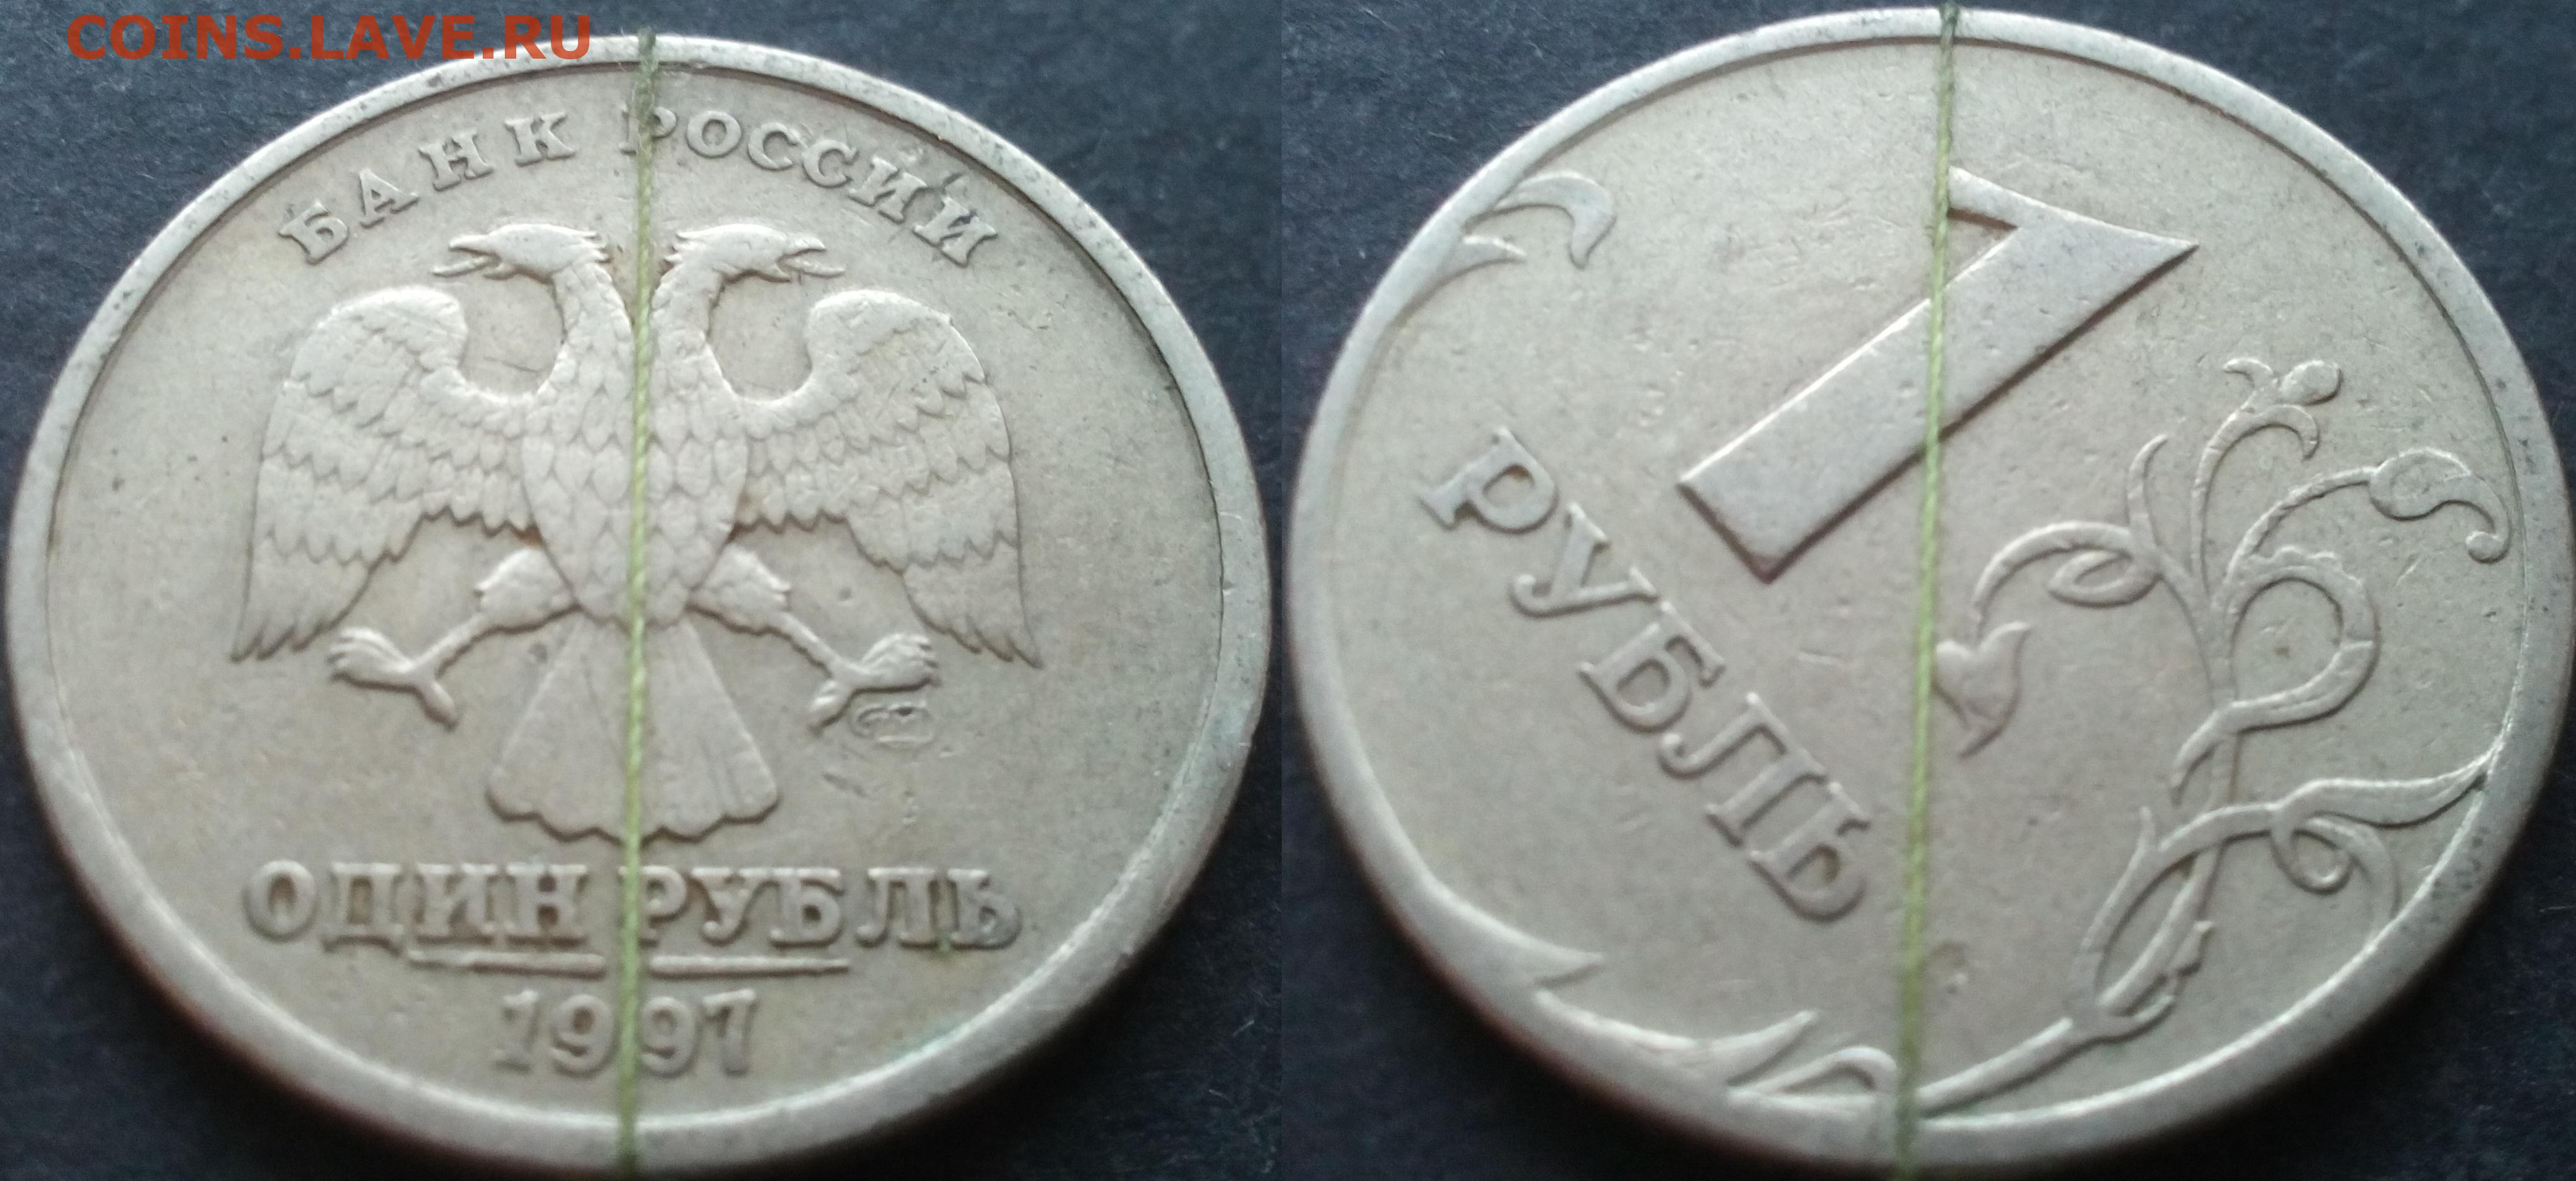 COINS.LAVE.RU
БАНК РОССИИ
ОДИН РУБЛЬ
1997
1
РУБЛЬ